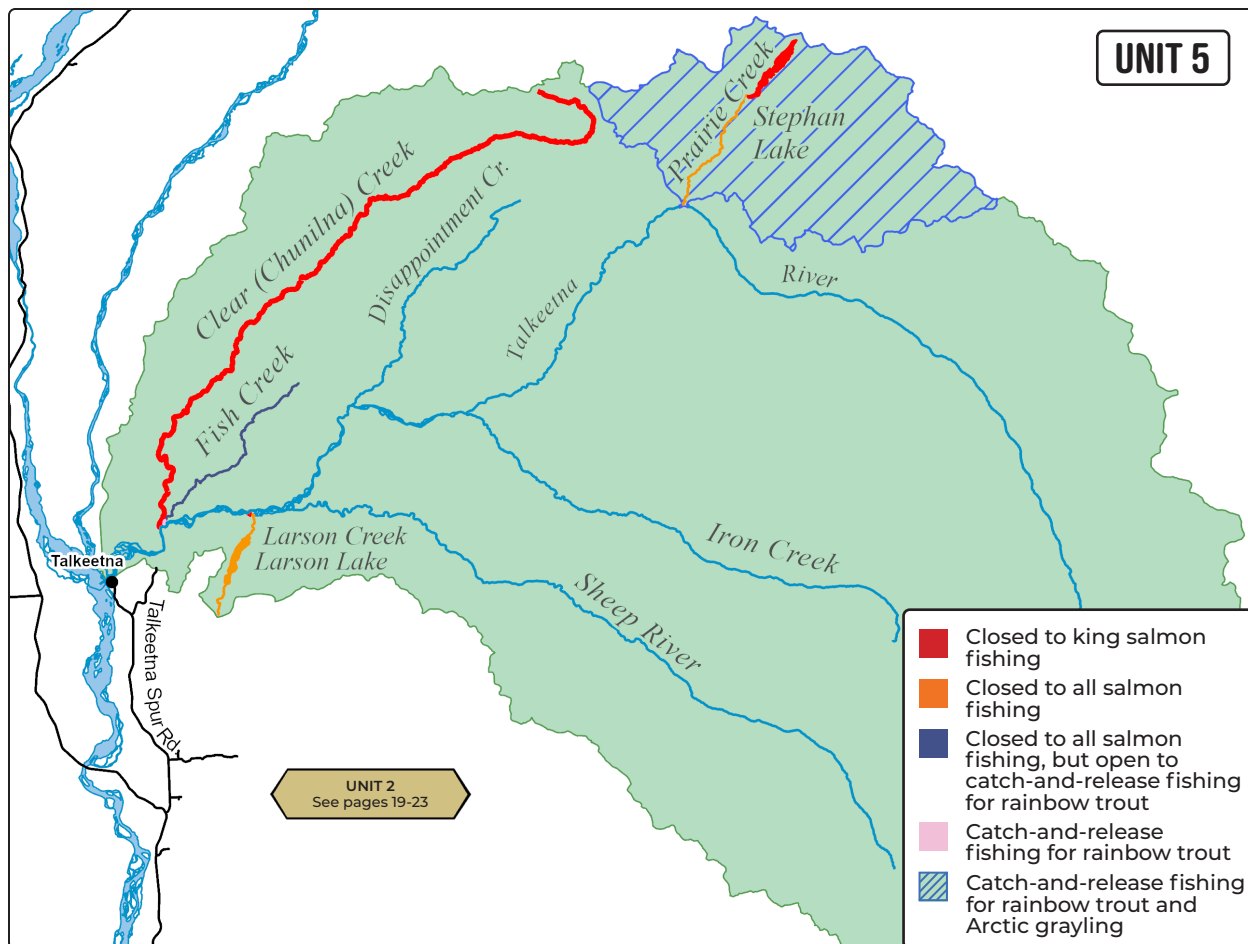 UNIT 5
Prairie Creek
Stephan
Lake
Clear (Chunilna) Creek
Disappointment Cr.
Talkeetna
River
Fish Creek
Larson Creek
Larson Lake
Iron Creek
Sheep River
Talkeetna
Talkeetna Spur Rd.
UNIT 2
See pages 19-23
Closed to king salmon
fishing
Closed to all salmon
fishing
Closed to all salmon
fishing, but open to
catch-and-release fishing
for rainbow trout
Catch-and-release
fishing for rainbow trout
Catch-and-release fishing
for rainbow trout and
Arctic grayling